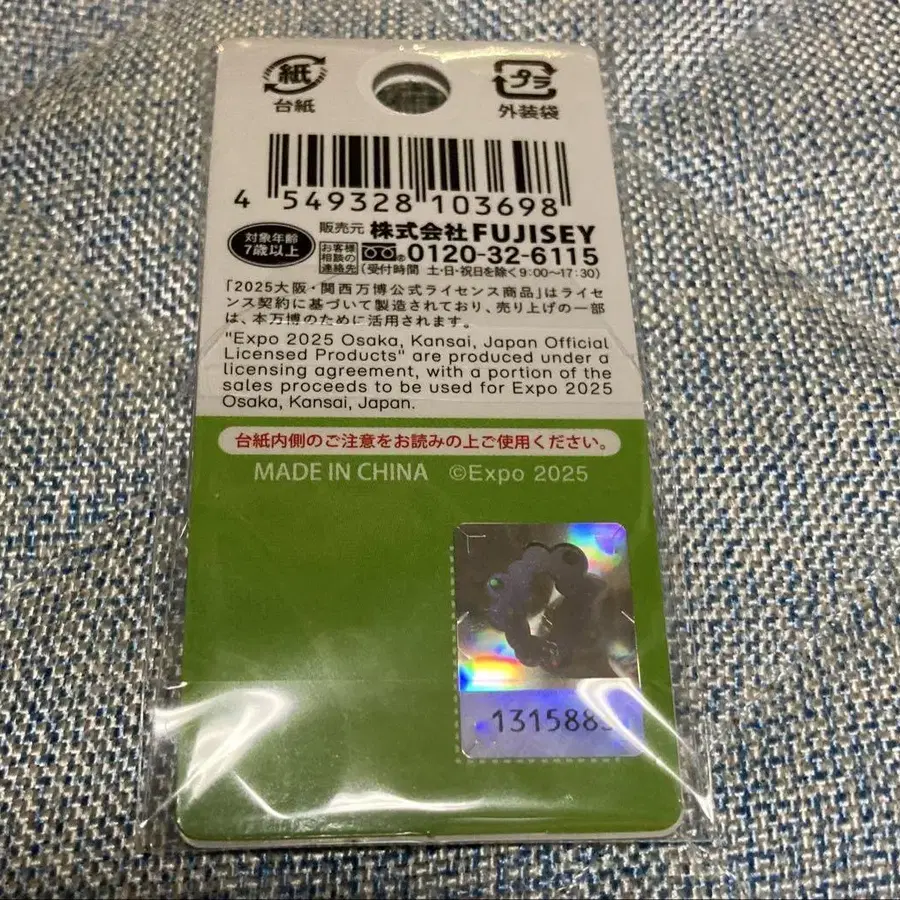 紙 プラ
台紙 外装袋
4 549328 103698
対象年齢
7歳以上
販売元 株式会社FUJISEY
お客様
相談の
連絡先
0120-32-6115
(受付時間 土・日・祝日を除く9:00〜17:30)
「2025大阪・関西万博公式ライセンス商品」はライセ
ンス契約に基づいて製造されており、売り上げの一部
は、本万博のために活用されます。
"Expo 2025 Osaka, Kansai, Japan Official
Licensed Products" are produced under a
licensing agreement, with a portion of the
sales proceeds to be used for Expo 2025
Osaka, Kansai, Japan.
台紙内側のご注意をお読みの上ご使用ください。
MADE IN CHINA ©Expo 2025